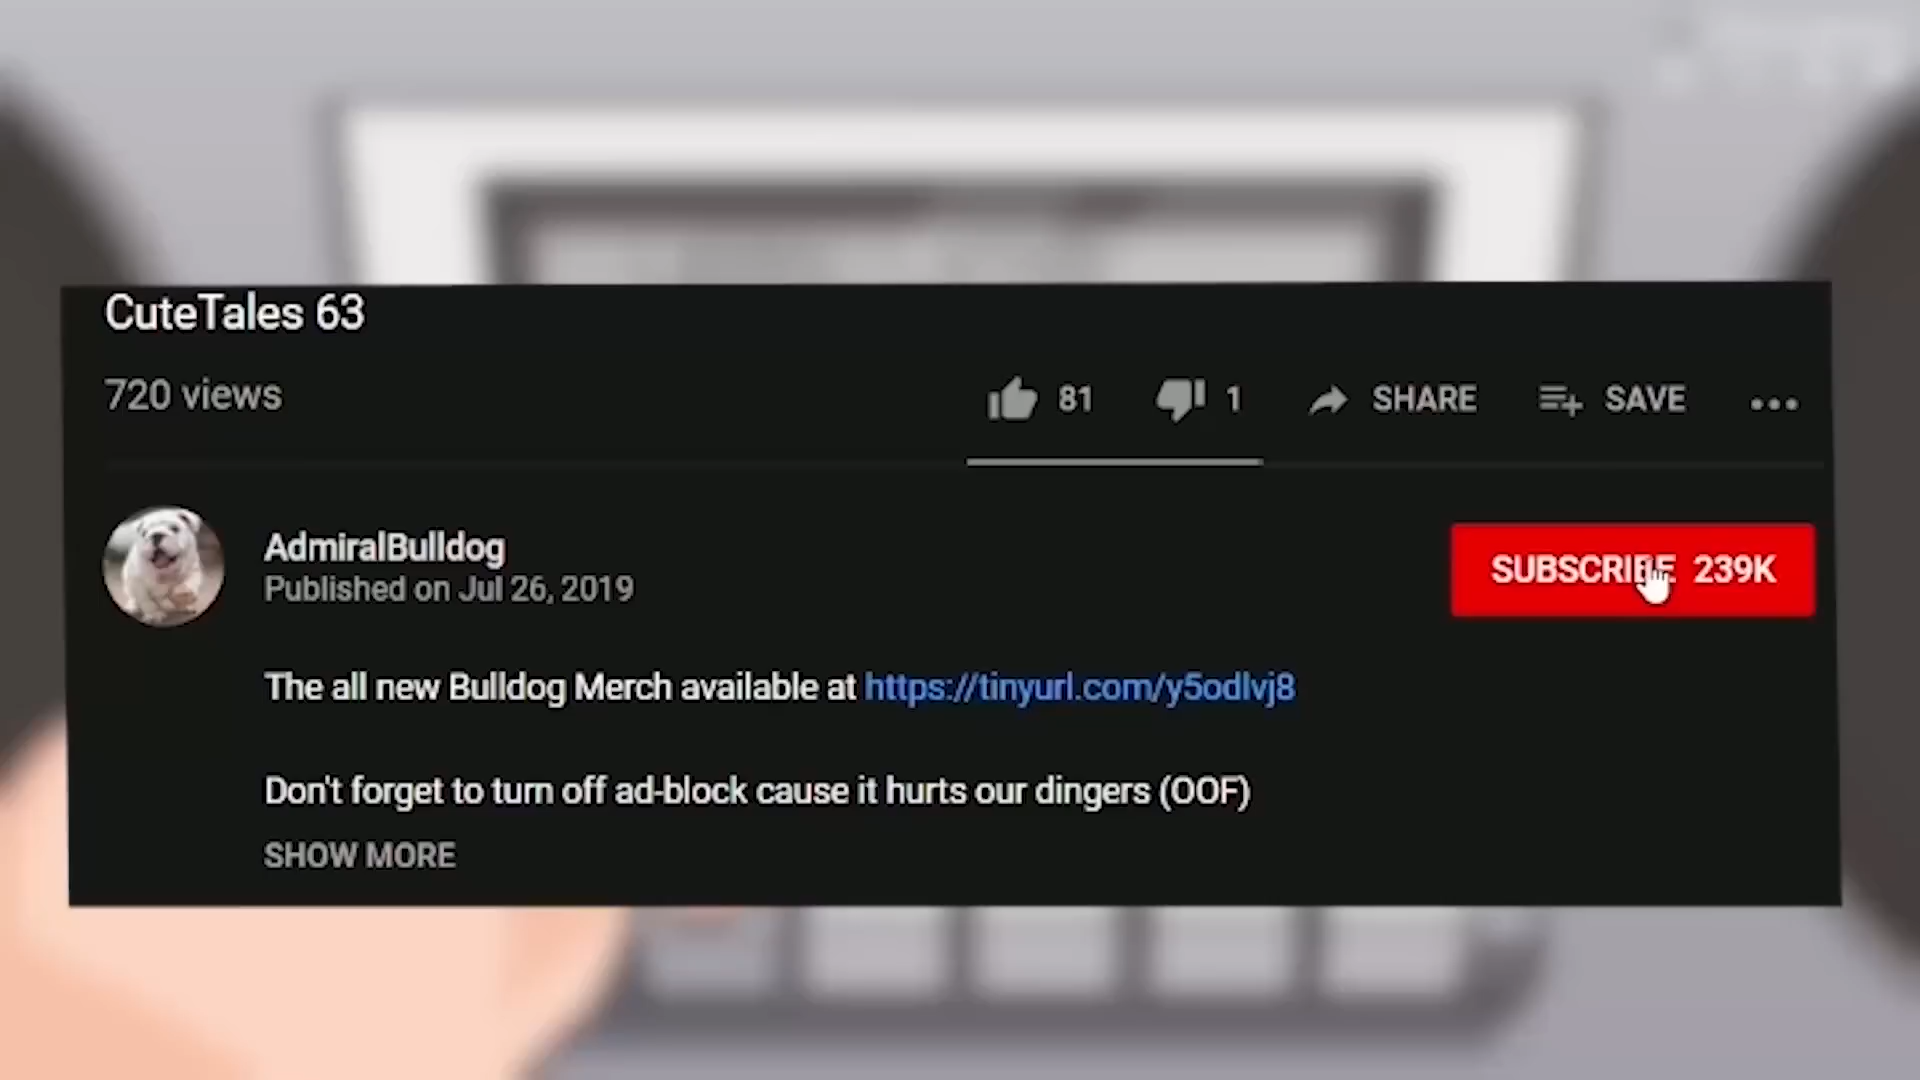 CuteTales 63
720 views
81 1 SHARE SAVE
AdmiralBulldog
Published on Jul 26, 2019
SUBSCRIBE 239K
The all new Bulldog Merch available at https://tinyurl.com/y5odlvj8
Don't forget to turn off ad-block cause it hurts our dingers (OOF)
SHOW MORE